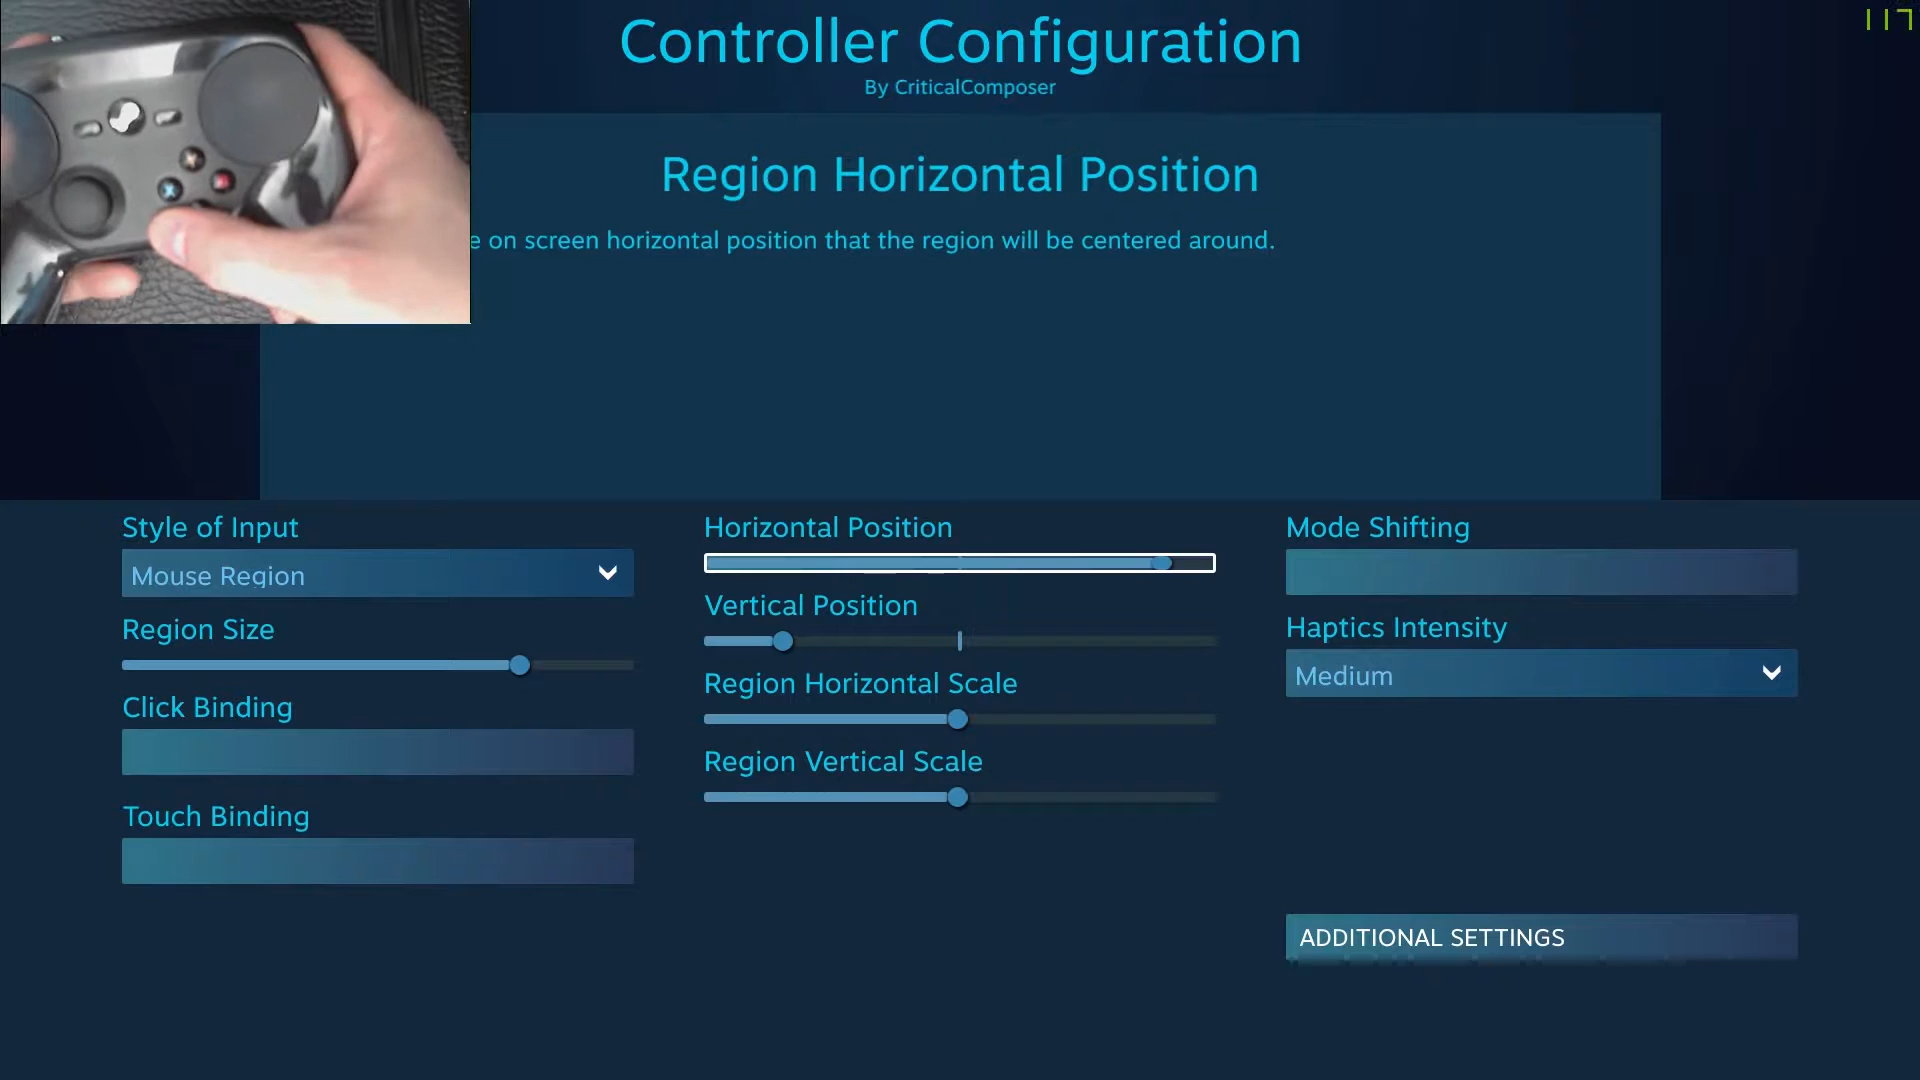 Controller Configuration
By CriticalComposer
117
Region Horizontal Position
e on screen horizontal position that the region will be centered around.
Style of Input
Mouse Region
Region Size
Click Binding
Touch Binding
Horizontal Position
Vertical Position
Region Horizontal Scale
Region Vertical Scale
Mode Shifting
Haptics Intensity
Medium
ADDITIONAL SETTINGS